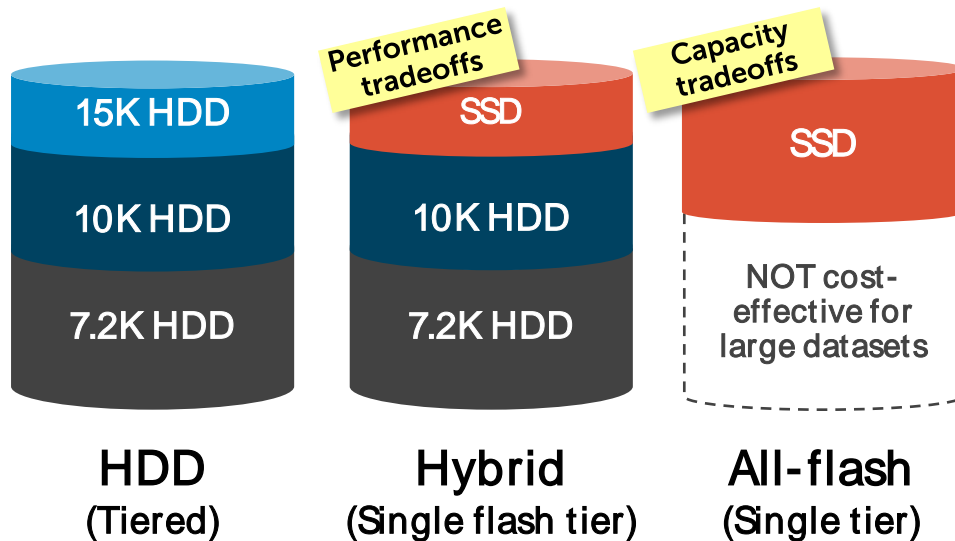 15K HDD
10K HDD
7.2K HDD
HDD
(Tiered)
Performance
tradeoffs
SSD
10K HDD
7.2K HDD
Hybrid
(Single flash tier)
Capacity
tradeoffs
SSD
NOT cost-
effective for
large datasets
All-flash
(Single tier)